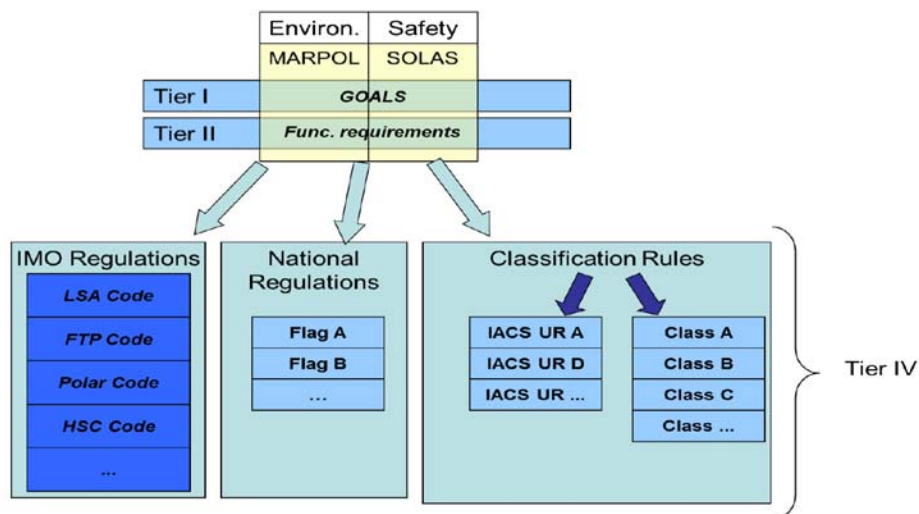 Environ. Safety
MARPOL SOLAS
Tier I GOALS
Tier II Func. requirements
IMO Regulations
LSA Code
FTP Code
Polar Code
HSC Code
...
National
Regulations
Flag A
Flag B
...
Classification Rules
IACS UR A
IACS UR D
IACS UR ...
Class A
Class B
Class C
Class ...
Tier IV